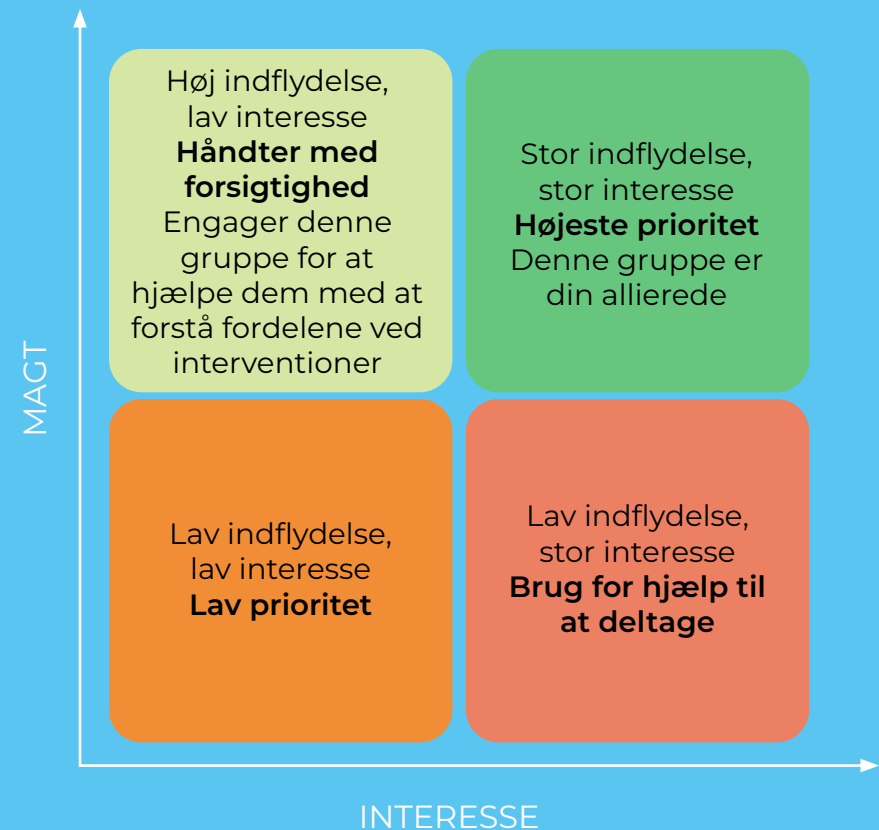 Høj indflydelse,
lav interesse
Håndter med
forsigtighed
Engager denne
gruppe for at
hjælpe dem med at
forstå fordelene ved
interventioner
Stor indflydelse,
stor interesse
Højeste prioritet
Denne gruppe er
din allierede
MAGT
Lav indflydelse,
lav interesse
Lav prioritet
Lav indflydelse,
stor interesse
Brug for hjælp til
at deltage
INTERESSE